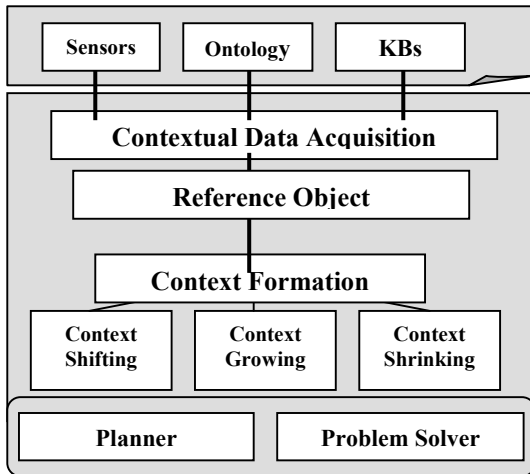 Sensors
Ontology
KBs
Contextual Data Acquisition
Reference Object
Context Formation
Context
Shifting
Context
Growing
Context
Shrinking
Planner
Problem Solver